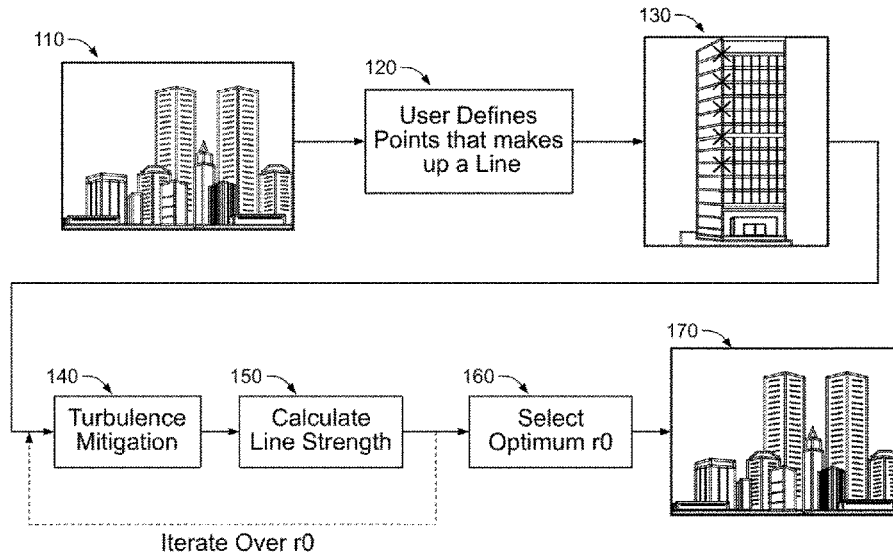 110
120
130
User Defines
Points that makes
up a Line
140
150
160
170
Turbulence
Mitigation
Calculate
Line Strength
Select
Optimum r0
Iterate Over r0